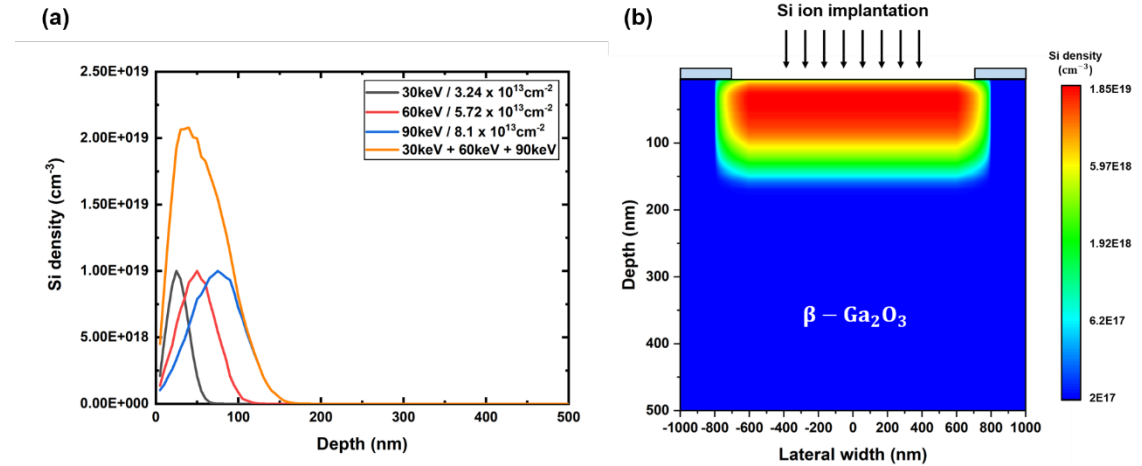 (a)
2.50E+019
2.00E+019
1.50E+019
1.00E+019
5.00E+018
0.00E+000
Si density (cm⁻³)
30keV / 3.24 x 10¹³cm⁻²
60keV / 5.72 x 10¹³cm⁻²
90keV / 8.1 x 10¹³cm⁻²
30keV + 60keV + 90keV
0 100 200 300 400 500
Depth (nm)
(b)
Si ion implantation
100
200
300
400
500
Depth (nm)
β − Ga₂O₃
-1000 -800 -600 -400 -200 0 200 400 600 800 1000
Lateral width (nm)
Si density
(cm⁻³)
1.85E19
5.97E18
1.92E18
6.2E17
2E17